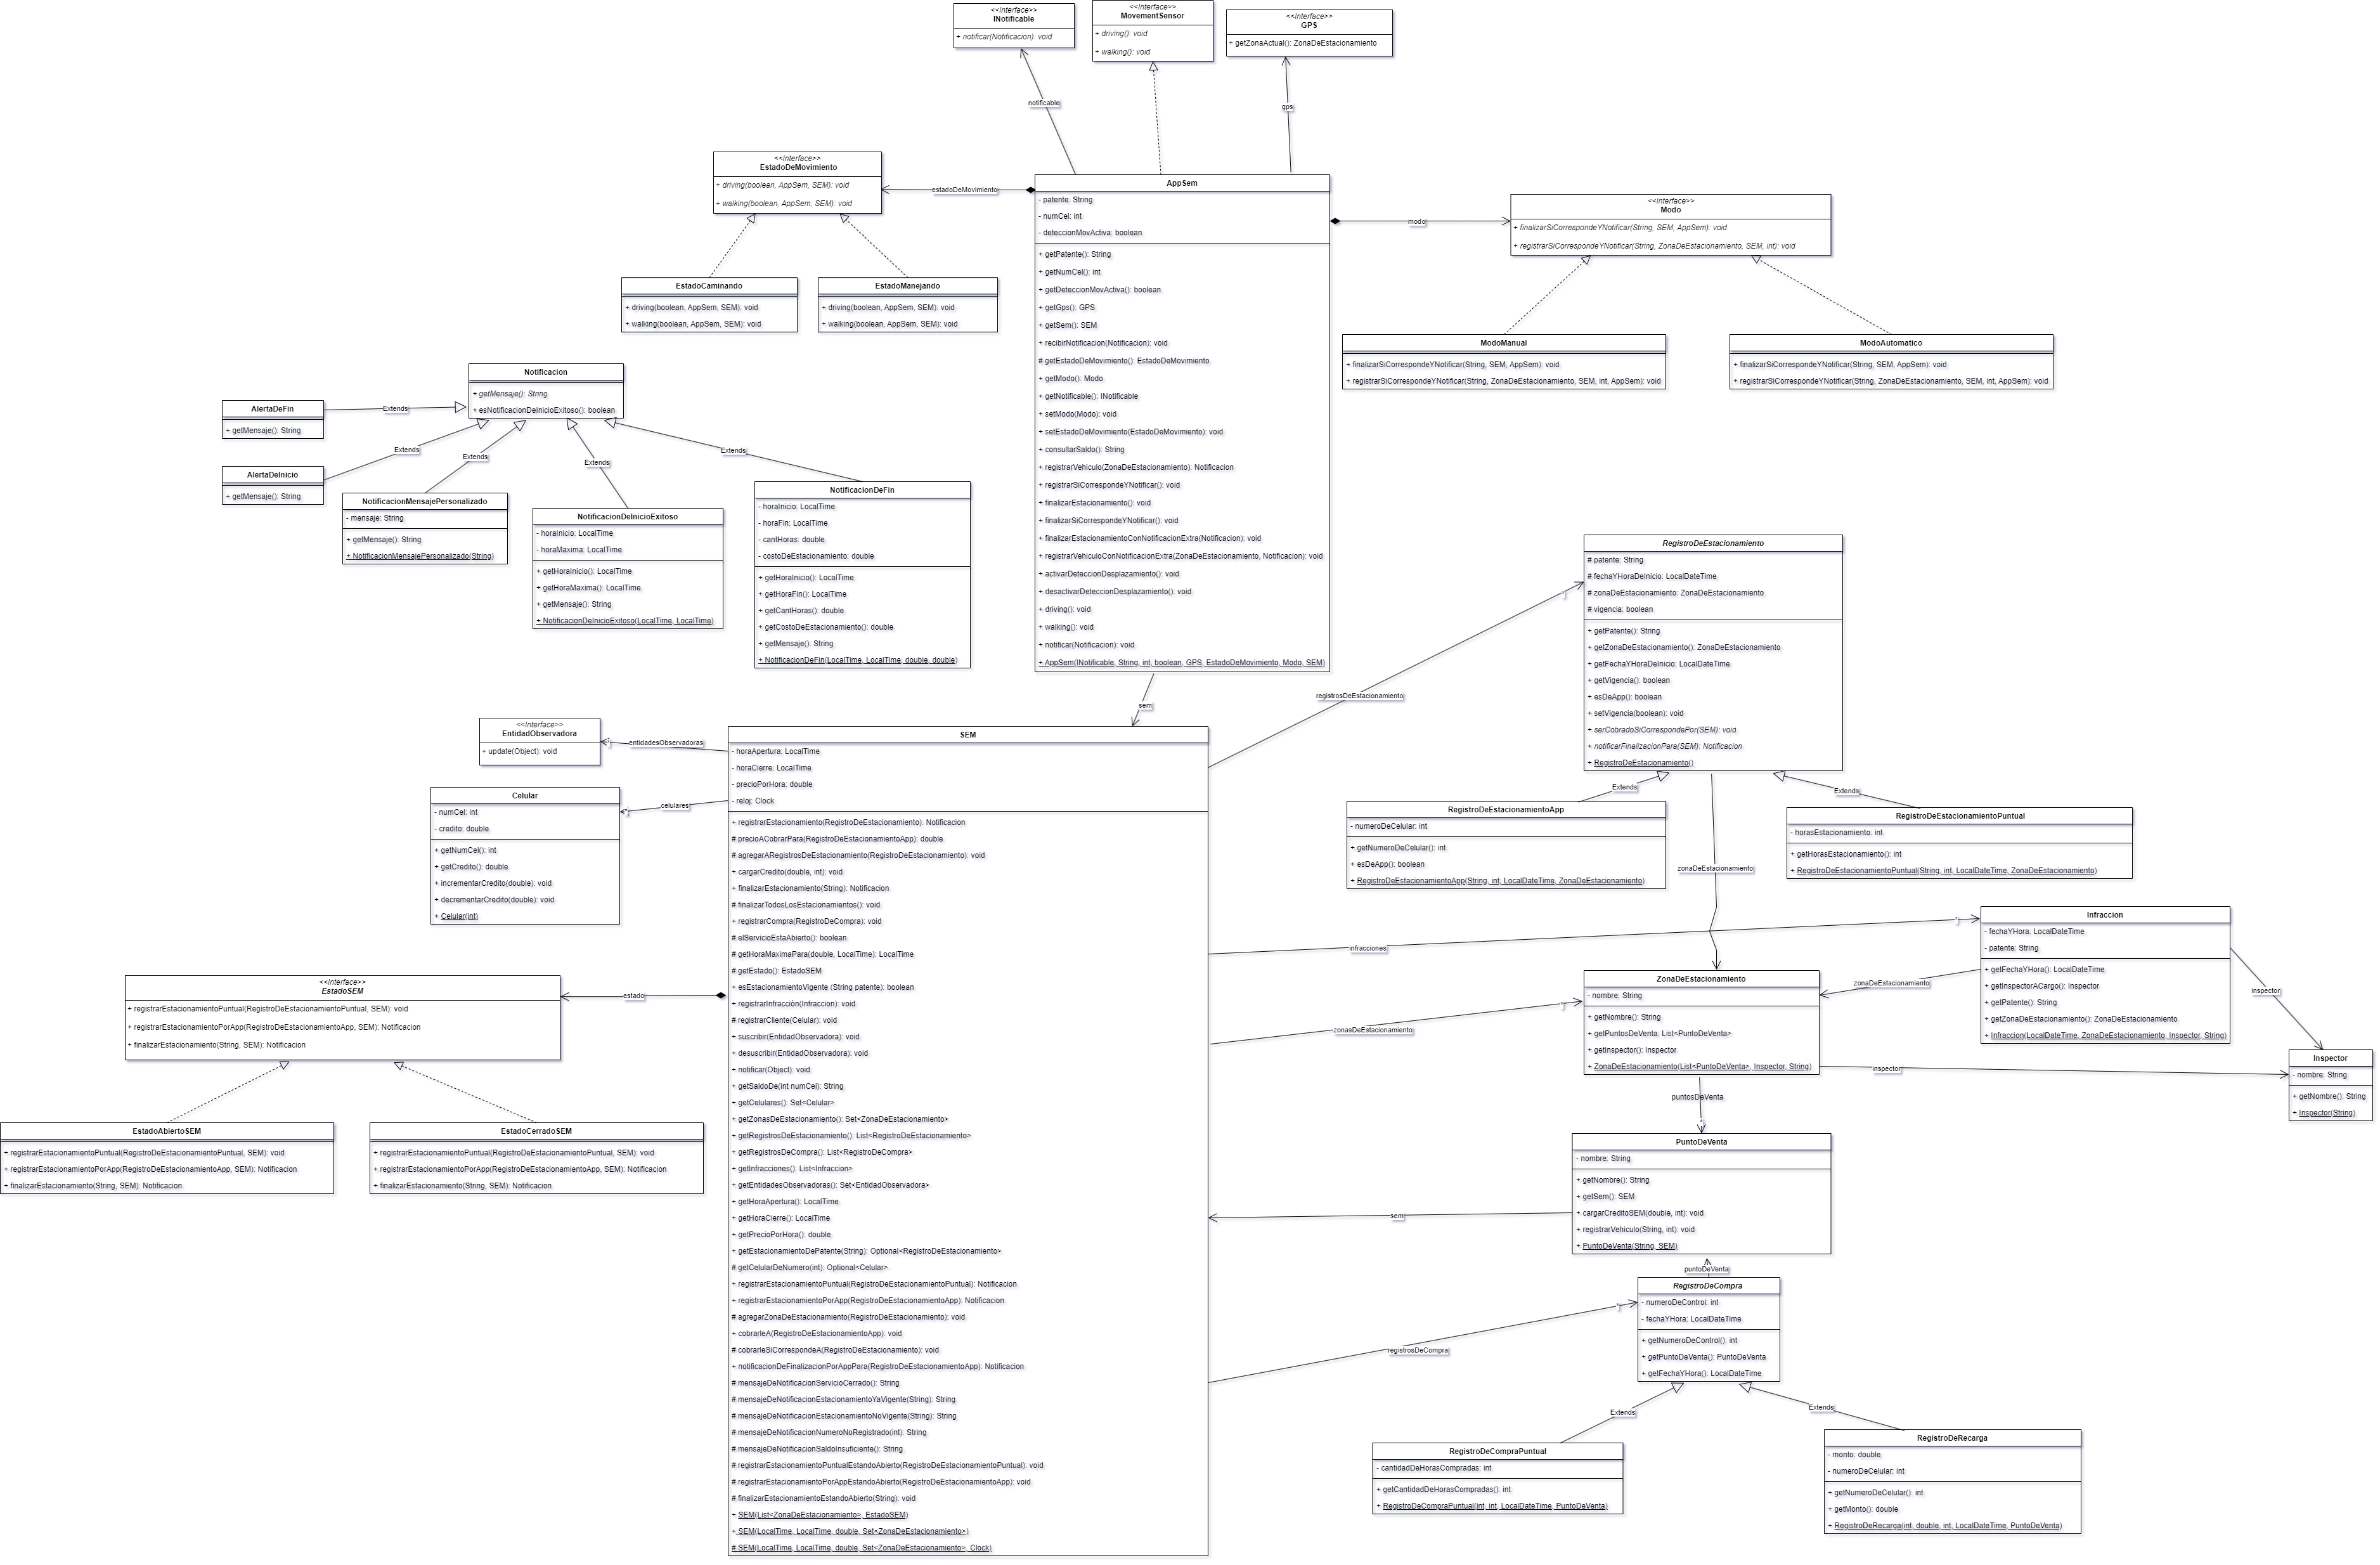 <<Interface>>
INotificable
+ notificar(Notificacion): void
<<Interface>>
MovementSensor
+ driving(): void
+ walking(): void
<<Interface>>
GPS
+ getZonaActual(): ZonaDeEstacionamiento
notificable
gps
<<Interface>>
EstadoDeMovimiento
+ driving(boolean, AppSem, SEM): void
+ walking(boolean, AppSem, SEM): void
estadoDeMovimiento
AppSem
- patente: String
- numCel: int
- deteccionMovActiva: boolean
+ getPatente(): String
+ getNumCel(): int
+ getDeteccionMovActiva(): boolean
+ getGps(): GPS
+ getSem(): SEM
+ recibirNotificacion(Notificacion): void
# getEstadoDeMovimiento(): EstadoDeMovimiento
+ getModo(): Modo
+ getNotificable(): INotificable
+ setModo(Modo): void
+ setEstadoDeMovimiento(EstadoDeMovimiento): void
+ consultarSaldo(): String
+ registrarVehiculo(ZonaDeEstacionamiento): Notificacion
+ registrarSiCorrespondeYNotificar(): void
+ finalizarEstacionamiento(): void
+ finalizarSiCorrespondeYNotificar(): void
+ finalizarEstacionamientoConNotificacionExtra(Notificacion): void
+ registrarVehiculoConNotificacionExtra(ZonaDeEstacionamiento, Notificacion): void
+ activarDeteccionDesplazamiento(): void
+ desactivarDeteccionDesplazamiento(): void
+ driving(): void
+ walking(): void
+ notificar(Notificacion): void
+ AppSem(INotificable, String, int, boolean, GPS, EstadoDeMovimiento, Modo, SEM)
modo
<<Interface>>
Modo
+ finalizarSiCorrespondeYNotificar(String, SEM, AppSem): void
+ registrarSiCorrespondeYNotificar(String, ZonaDeEstacionamiento, SEM, int): void
EstadoCaminando
+ driving(boolean, AppSem, SEM): void
+ walking(boolean, AppSem, SEM): void
EstadoManejando
+ driving(boolean, AppSem, SEM): void
+ walking(boolean, AppSem, SEM): void
ModoManual
+ finalizarSiCorrespondeYNotificar(String, SEM, AppSem): void
+ registrarSiCorrespondeYNotificar(String, ZonaDeEstacionamiento, SEM, int, AppSem): void
ModoAutomatico
+ finalizarSiCorrespondeYNotificar(String, SEM, AppSem): void
+ registrarSiCorrespondeYNotificar(String, ZonaDeEstacionamiento, SEM, int, AppSem): void
Notificacion
+ getMensaje(): String
+ esNotificacionDeInicioExitoso(): boolean
AlertaDeFin
+ getMensaje(): String
Extends
AlertaDeInicio
+ getMensaje(): String
Extends
Extends
Extends
Extends
NotificacionMensajePersonalizado
- mensaje: String
+ getMensaje(): String
+ NotificacionMensajePersonalizado(String)
NotificacionDeInicioExitoso
- horaInicio: LocalTime
- horaMaxima: LocalTime
+ getHoraInicio(): LocalTime
+ getHoraMaxima(): LocalTime
+ getMensaje(): String
+ NotificacionDeInicioExitoso(LocalTime, LocalTime)
NotificacionDeFin
- horaInicio: LocalTime
- horaFin: LocalTime
- cantHoras: double
- costoDeEstacionamiento: double
+ getHoraInicio(): LocalTime
+ getHoraFin(): LocalTime
+ getCantHoras(): double
+ getCostoDeEstacionamiento(): double
+ getMensaje(): String
+ NotificacionDeFin(LocalTime, LocalTime, double, double)
RegistroDeEstacionamiento
# patente: String
# fechaYHoraDeInicio: LocalDateTime
# zonaDeEstacionamiento: ZonaDeEstacionamiento
# vigencia: boolean
+ getPatente(): String
+ getZonaDeEstacionamiento(): ZonaDeEstacionamiento
+ getFechaYHoraDeInicio: LocalDateTime
+ getVigencia(): boolean
+ esDeApp(): boolean
+ setVigencia(boolean): void
+ serCobradoSiCorrespondePor(SEM): void
+ notificarFinalizacionPara(SEM): Notificacion
+ RegistroDeEstacionamiento()
*
registrosDeEstacionamiento
sem
<<Interface>>
EntidadObservadora
+ update(Object): void
*
entidadesObservadoras
Celular
- numCel: int
- credito: double
+ getNumCel(): int
+ getCredito(): double
+ incrementarCredito(double): void
+ decrementarCredito(double): void
+ Celular(int)
*
celulares
SEM
- horaApertura: LocalTime
- horaCierre: LocalTime
- precioPorHora: double
- reloj: Clock
+ registrarEstacionamiento(RegistroDeEstacionamiento): Notificacion
# precioACobrarPara(RegistroDeEstacionamientoApp): double
# agregarARegistrosDeEstacionamiento(RegistroDeEstacionamiento): void
+ cargarCredito(double, int): void
+ finalizarEstacionamiento(String): Notificacion
# finalizarTodosLosEstacionamientos(): void
+ registrarCompra(RegistroDeCompra): void
# elServicioEstaAbierto(): boolean
# getHoraMaximaPara(double, LocalTime): LocalTime
# getEstado(): EstadoSEM
+ esEstacionamientoVigente (String patente): boolean
+ registrarInfracción(Infraccion): void
# registrarCliente(Celular): void
+ suscribir(EntidadObservadora): void
+ desuscribir(EntidadObservadora): void
+ notificar(Object): void
+ getSaldoDe(int numCel): String
+ getCelulares(): Set<Celular>
+ getZonasDeEstacionamiento(): Set<ZonaDeEstacionamiento>
+ getRegistrosDeEstacionamiento(): List<RegistroDeEstacionamiento>
+ getRegistrosDeCompra(): List<RegistroDeCompra>
+ getInfracciones(): List<Infraccion>
+ getEntidadesObservadoras(): Set<EntidadObservadora>
+ getHoraApertura(): LocalTime
+ getHoraCierre(): LocalTime
+ getPrecioPorHora(): double
+ getEstacionamientoDePatente(String): Optional<RegistroDeEstacionamiento>
# getCelularDeNumero(int): Optional<Celular>
+ registrarEstacionamientoPuntual(RegistroDeEstacionamientoPuntual): Notificacion
+ registrarEstacionamientoPorApp(RegistroDeEstacionamientoApp): Notificacion
# agregarZonaDeEstacionamiento(RegistroDeEstacionamiento): void
+ cobrarleA(RegistroDeEstacionamientoApp): void
# cobrarleSiCorrespondeA(RegistroDeEstacionamiento): void
+ notificacionDeFinalizacionPorAppPara(RegistroDeEstacionamientoApp): Notificacion
# mensajeDeNotificacionServicioCerrado(): String
# mensajeDeNotificacionEstacionamientoYaVigente(String): String
# mensajeDeNotificacionEstacionamientoNoVigente(String): String
# mensajeDeNotificacionNumeroNoRegistrado(int): String
# mensajeDeNotificacionSaldoInsuficiente(): String
# registrarEstacionamientoPuntualEstandoAbierto(RegistroDeEstacionamientoPuntual): void
# registrarEstacionamientoPorAppEstandoAbierto(RegistroDeEstacionamientoApp): void
# finalizarEstacionamientoEstandoAbierto(String): void
+ SEM(List<ZonaDeEstacionamiento>, EstadoSEM)
+ SEM(LocalTime, LocalTime, double, Set<ZonaDeEstacionamiento>)
# SEM(LocalTime, LocalTime, double, Set<ZonaDeEstacionamiento>, Clock)
Extends
Extends
RegistroDeEstacionamientoApp
- numeroDeCelular: int
+ getNumeroDeCelular(): int
+ esDeApp(): boolean
+ RegistroDeEstacionamientoApp(String, int, LocalDateTime, ZonaDeEstacionamiento)
RegistroDeEstacionamientoPuntual
- horasEstacionamiento: int
+ getHorasEstacionamiento(): int
+ RegistroDeEstacionamientoPuntual(String, int, LocalDateTime, ZonaDeEstacionamiento)
zonaDeEstacionamiento
infracciones
*
Infraccion
- fechaYHora: LocalDateTime
- patente: String
+ getFechaYHora(): LocalDateTime
+ getInspectorACargo(): Inspector
+ getPatente(): String
+ getZonaDeEstacionamiento(): ZonaDeEstacionamiento
+ Infraccion(LocalDateTime, ZonaDeEstacionamiento, Inspector, String)
estado
<<Interface>>
EstadoSEM
+ registrarEstacionamientoPuntual(RegistroDeEstacionamientoPuntual, SEM): void
+ registrarEstacionamientoPorApp(RegistroDeEstacionamientoApp, SEM): Notificacion
+ finalizarEstacionamiento(String, SEM): Notificacion
zonaDeEstacionamiento
inspector
zonasDeEstacionamiento
*
ZonaDeEstacionamiento
- nombre: String
+ getNombre(): String
+ getPuntosDeVenta: List<PuntoDeVenta>
+ getInspector(): Inspector
+ ZonaDeEstacionamiento(List<PuntoDeVenta>, Inspector, String)
inspector
Inspector
- nombre: String
+ getNombre(): String
+ Inspector(String)
EstadoAbiertoSEM
+ registrarEstacionamientoPuntual(RegistroDeEstacionamientoPuntual, SEM): void
+ registrarEstacionamientoPorApp(RegistroDeEstacionamientoApp, SEM): Notificacion
+ finalizarEstacionamiento(String, SEM): Notificacion
EstadoCerradoSEM
+ registrarEstacionamientoPuntual(RegistroDeEstacionamientoPuntual, SEM): void
+ registrarEstacionamientoPorApp(RegistroDeEstacionamientoApp, SEM): Notificacion
+ finalizarEstacionamiento(String, SEM): Notificacion
puntosDeVenta
*
PuntoDeVenta
- nombre: String
+ getNombre(): String
+ getSem(): SEM
+ cargarCreditoSEM(double, int): void
+ registrarVehiculo(String, int): void
+ PuntoDeVenta(String, SEM)
sem
puntoDeVenta
RegistroDeCompra
- numeroDeControl: int
- fechaYHora: LocalDateTime
+ getNumeroDeControl(): int
+ getPuntoDeVenta(): PuntoDeVenta
+ getFechaYHora(): LocalDateTime
*
registrosDeCompra
Extends
Extends
RegistroDeCompraPuntual
- cantidadDeHorasCompradas: int
+ getCantidadDeHorasCompradas(): int
+ RegistroDeCompraPuntual(int, int, LocalDateTime, PuntoDeVenta)
RegistroDeRecarga
- monto: double
- numeroDeCelular: int
+ getNumeroDeCelular(): int
+ getMonto(): double
+ RegistroDeRecarga(int, double, int, LocalDateTime, PuntoDeVenta)